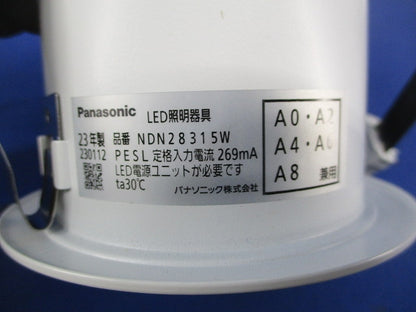 Panasonic LED照明器具
23年製 品番 NDN28315W
230112 PESL 定格入力電流 269mA
LED電源ユニットが必要です
ta30℃
パナソニック株式会社
A0・A2
A4・A6
A8 兼用